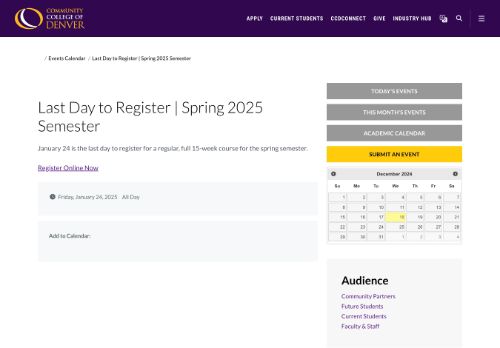 COMMUNITY
COLLEGE OF
DENVER
APPLY CURRENT STUDENTS CCDCONNECT GIVE INDUSTRY HUB
/ Events Calendar / Last Day to Register | Spring 2025 Semester
Last Day to Register | Spring 2025
Semester
January 24 is the last day to register for a regular, full 15-week course for the spring semester.
Register Online Now
Friday, January 24, 2025 All Day
Add to Calendar:
TODAY'S EVENTS
THIS MONTH'S EVENTS
ACADEMIC CALENDAR
SUBMIT AN EVENT
December 2024
Su Mo Tu We Th Fr Sa
1 2 3 4 5 6 7
8 9 10 11 12 13 14
15 16 17 18 19 20 21
22 23 24 25 26 27 28
29 30 31 1 2 3 4
Audience
Community Partners
Future Students
Current Students
Faculty & Staff